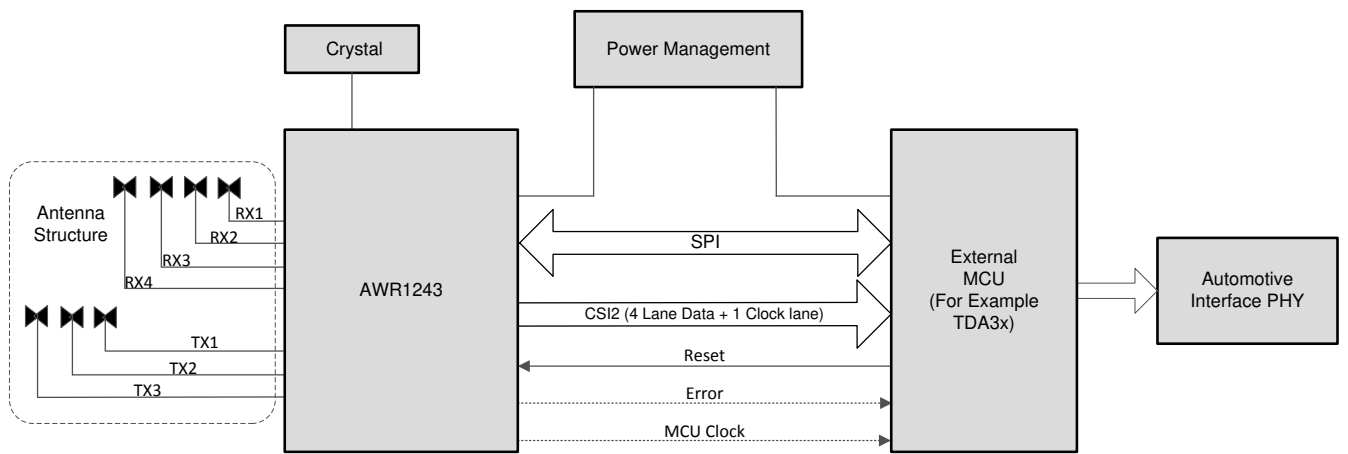 Crystal
Power Management
Antenna
Structure
RX1
RX2
RX3
RX4
TX1
TX2
TX3
AWR1243
SPI
CSI2 (4 Lane Data + 1 Clock lane)
Reset
Error
MCU Clock
External
MCU
(For Example
TDA3x)
Automotive
Interface PHY